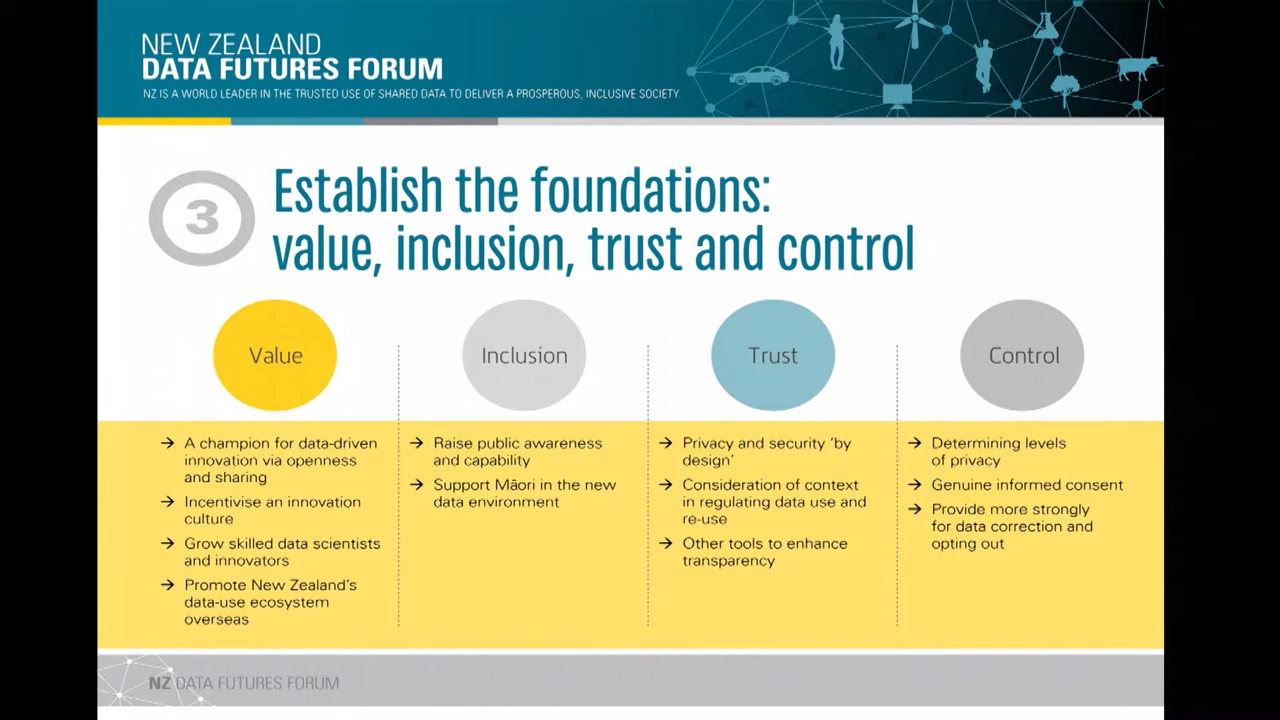 NEW ZEALAND
DATA FUTURES FORUM
NZ IS A WORLD LEADER IN THE TRUSTED USE OF SHARED DATA TO DELIVER A PROSPEROUS, INCLUSIVE SOCIETY.
3
Establish the foundations:
value, inclusion, trust and control
Value
→ A champion for data-driven
innovation via openness
and sharing
→ Incentivise an innovation
culture
→ Grow skilled data scientists
and innovators
→ Promote New Zealand's
data-use ecosystem
overseas
Inclusion
→ Raise public awareness
and capability
→ Support Māori in the new
data environment
Trust
→ Privacy and security 'by
design'
→ Consideration of context
in regulating data use and
re-use
→ Other tools to enhance
transparency
Control
→ Determining levels
of privacy
→ Genuine informed consent
→ Provide more strongly
for data correction and
opting out
NZ DATA FUTURES FORUM